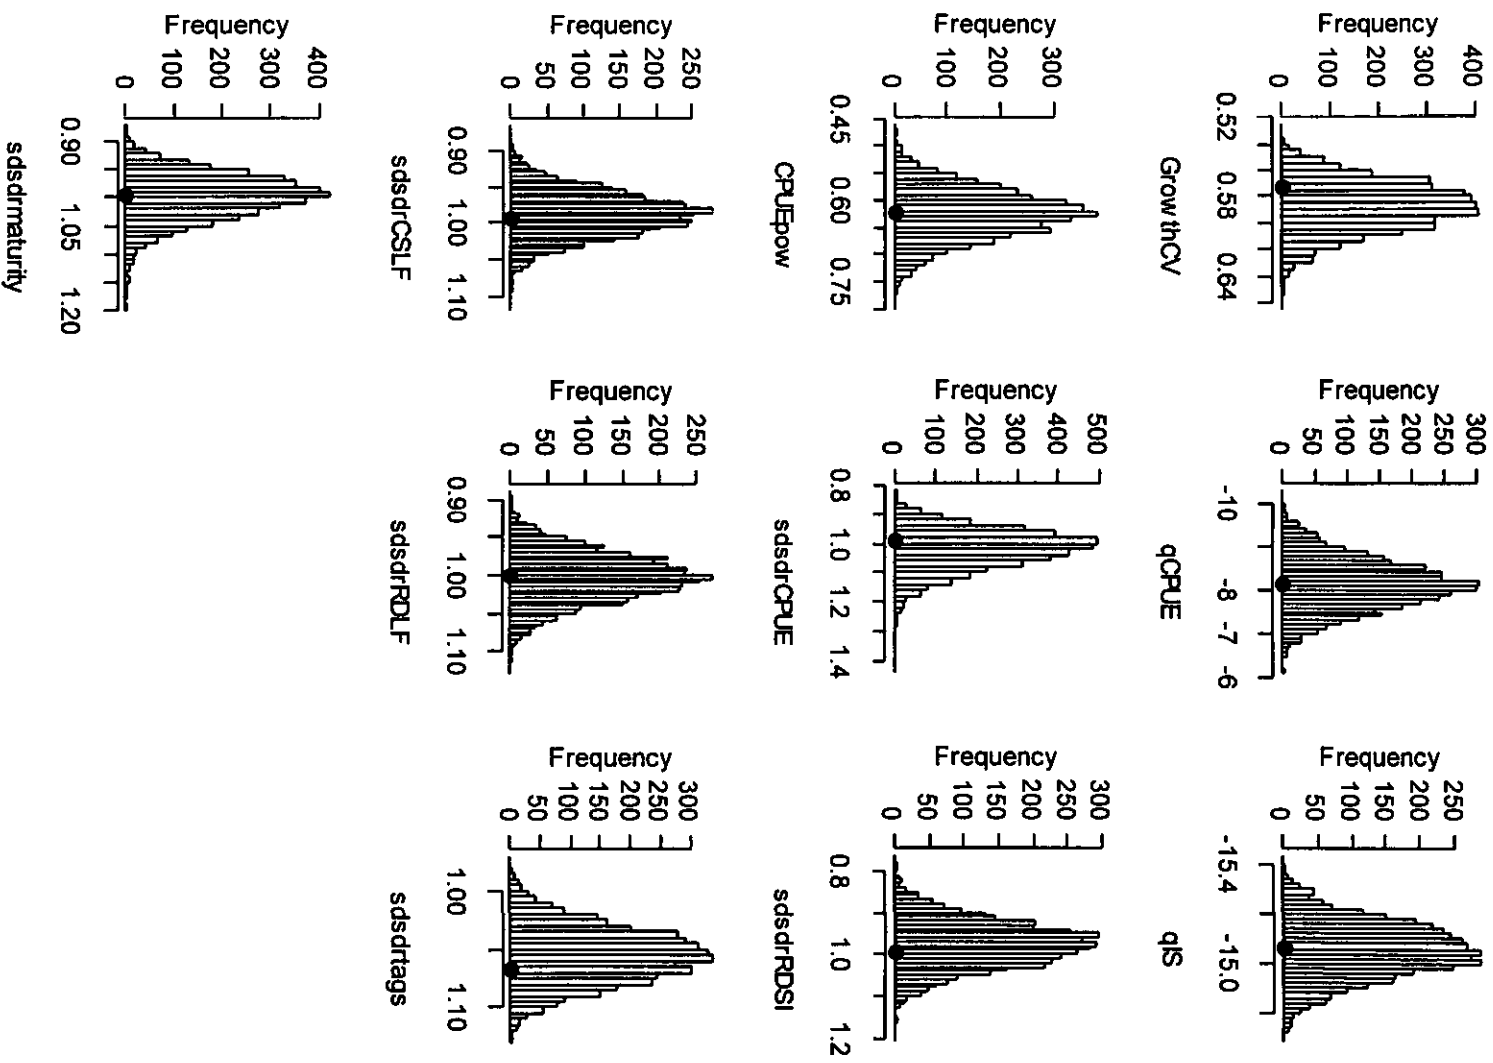 Frequency
0 100 200 300 400
0.52 0.58 0.64
GrowthCV
Frequency
0 50 100 150 200 250 300
-10 -8 -7 -6
qCPUE
Frequency
0 50 100 150 200 250
-15.4 -15.0
qIS
Frequency
0 100 200 300
0.45 0.60 0.75
CPUEpow
Frequency
0 100 200 300 400 500
0.8 1.0 1.2 1.4
sdsdrCPUE
Frequency
0 50 100 150 200 250 300
0.8 1.0 1.2
sdsdrRDSI
Frequency
0 50 100 150 200 250
0.90 1.00 1.10
sdsdrCSLF
Frequency
0 50 100 150 200 250
0.90 1.00 1.10
sdsdrRDLF
Frequency
0 50 100 150 200 250 300
1.00 1.10
sdsdrtags
Frequency
0 100 200 300 400
0.90 1.05 1.20
sdsdrmaturity